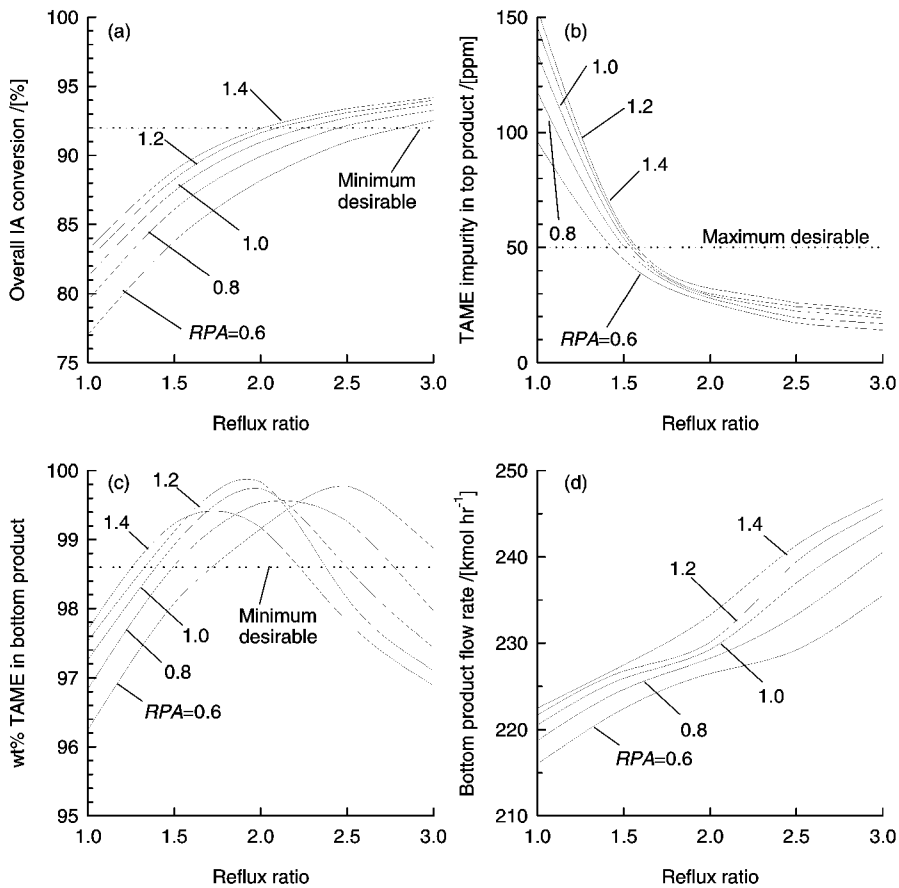 (a)
Overall IA conversion /[%]
100
95
90
85
80
75
1.4
1.2
Minimum
desirable
1.0
0.8
RPA=0.6
1.0 1.5 2.0 2.5 3.0
Reflux ratio
(b)
TAME impurity in top product /[ppm]
150
100
50
0
1.0
1.2
1.4
0.8
Maximum desirable
RPA=0.6
1.0 1.5 2.0 2.5 3.0
Reflux ratio
(c)
wt% TAME in bottom product
100
99
98
97
96
95
1.2
1.4
Minimum
desirable
1.0
0.8
RPA=0.6
1.0 1.5 2.0 2.5 3.0
Reflux ratio
(d)
Bottom product flow rate /[kmol hr⁻¹]
250
240
230
220
210
1.4
1.2
1.0
0.8
RPA=0.6
1.0 1.5 2.0 2.5 3.0
Reflux ratio